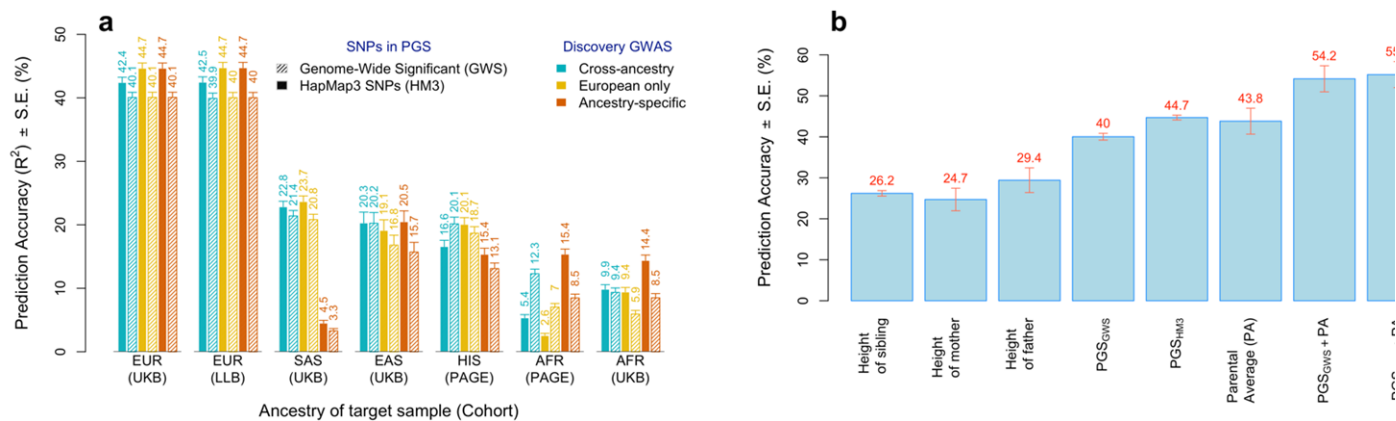 a
Prediction Accuracy (R²) ± S.E. (%)
50
40
30
20
10
0
SNPs in PGS
Genome-Wide Significant (GWS)
HapMap3 SNPs (HM3)
Discovery GWAS
Cross-ancestry
European only
Ancestry-specific
42.4 40.1 44.7 40.1 44.7 40.1
42.5 39.9 44.7 40 44.7 40
22.8 21.4 23.7 20.8 4.5 3.3
20.3 20.2 19.1 16.8 20.5 15.7
16.6 20.1 20.1 18.7 15.4 13.1
5.4 12.3 2.6 7 15.4 8.5
9.9 9.4 9.4 5.9 14.4 8.5
EUR EUR SAS EAS HIS AFR AFR
(UKB) (LLB) (UKB) (UKB) (PAGE) (PAGE) (UKB)
Ancestry of target sample (Cohort)
b
Prediction Accuracy ± S.E. (%)
60
50
40
30
20
10
0
26.2 24.7 29.4 40 44.7 43.8 54.2
Height
of sibling
Height
of mother
Height
of father
PGS_GWS
PGS_HM3
Parental
Average (PA)
PGS_GWS + PA